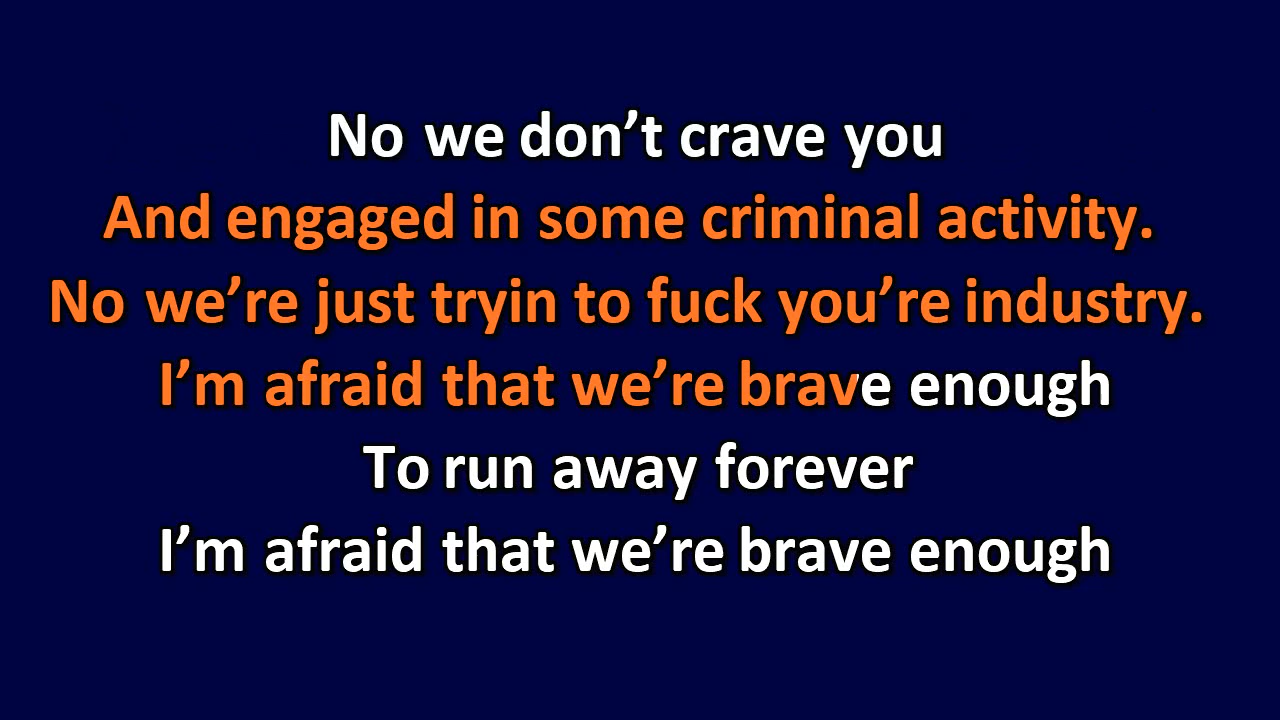 No we don’t crave you
And engaged in some criminal activity.
No we’re just tryin to fuck you’re industry.
I’m afraid that we’re brave enough
To run away forever
I’m afraid that we’re brave enough